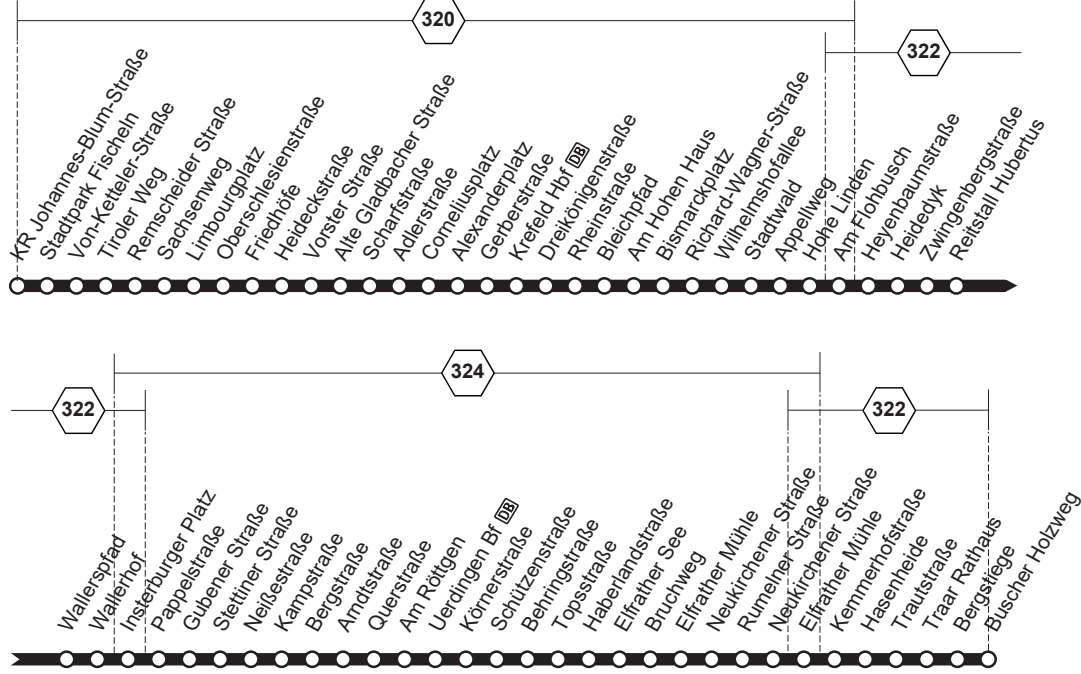 320
322
KR Johannes-Blum-Straße
Stadtpark Fischeln
Von-Ketteler-Straße
Tiroler Weg
Remscheider Straße
Sachsenweg
Limbourgplatz
Oberschlesienstraße
Friedhöfe
Heideckstraße
Vorster Straße
Alte Gladbacher Straße
Scharfstraße
Adlerstraße
Corneliusplatz
Alexanderplatz
Gerberstraße
Krefeld Hbf DB
Dreikönigenstraße
Rheinstraße
Bleichpfad
Am Hohen Haus
Bismarckplatz
Richard-Wagner-Straße
Wilhelmshofallee
Stadtwald
Appellweg
Hohe Linden
Am Flohbusch
Heyenbaumstraße
Heidedyk
Zwingenbergstraße
Reitstall Hubertus
324
322
322
Wallerspfad
Wallerhof
Insterburger Platz
Pappelstraße
Gubener Straße
Stettiner Straße
Neißestraße
Kampstraße
Bergstraße
Arndtstraße
Querstraße
Am Röttgen
Uerdingen Bf DB
Körnerstraße
Schützenstraße
Behringstraße
Topsstraße
Haberlandstraße
Elfrather See
Bruchweg
Elfrather Mühle
Neukirchener Straße
Rumelner Straße
Neukirchener Straße
Elfrather Mühle
Kemmerhofstraße
Hasenheide
Trautstraße
Traar Rathaus
Bergstiege
Buscher Holzweg